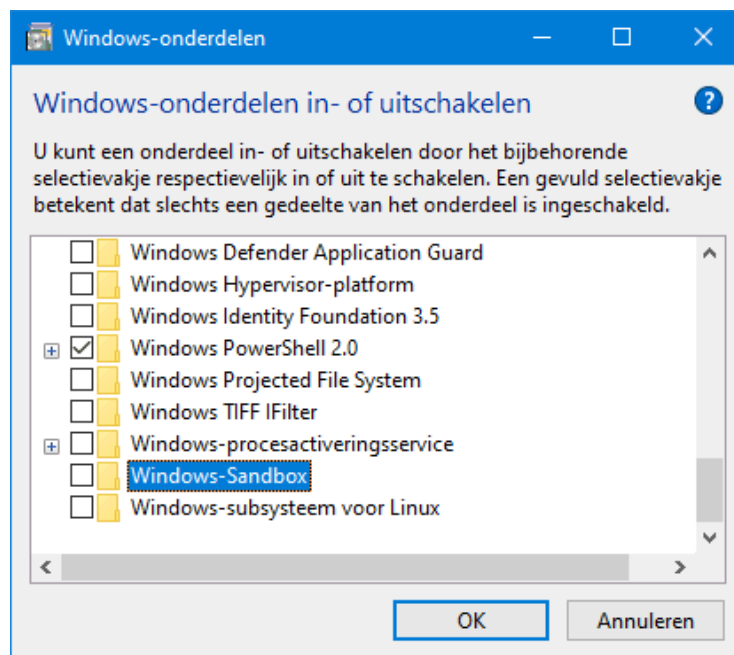 Windows-onderdelen
Windows-onderdelen in- of uitschakelen
U kunt een onderdeel in- of uitschakelen door het bijbehorende
selectievakje respectievelijk in of uit te schakelen. Een gevuld selectievakje
betekent dat slechts een gedeelte van het onderdeel is ingeschakeld.
Windows Defender Application Guard
Windows Hypervisor-platform
Windows Identity Foundation 3.5
Windows PowerShell 2.0
Windows Projected File System
Windows TIFF IFilter
Windows-procesactiveringsservice
Windows-Sandbox
Windows-subsysteem voor Linux
OK Annuleren